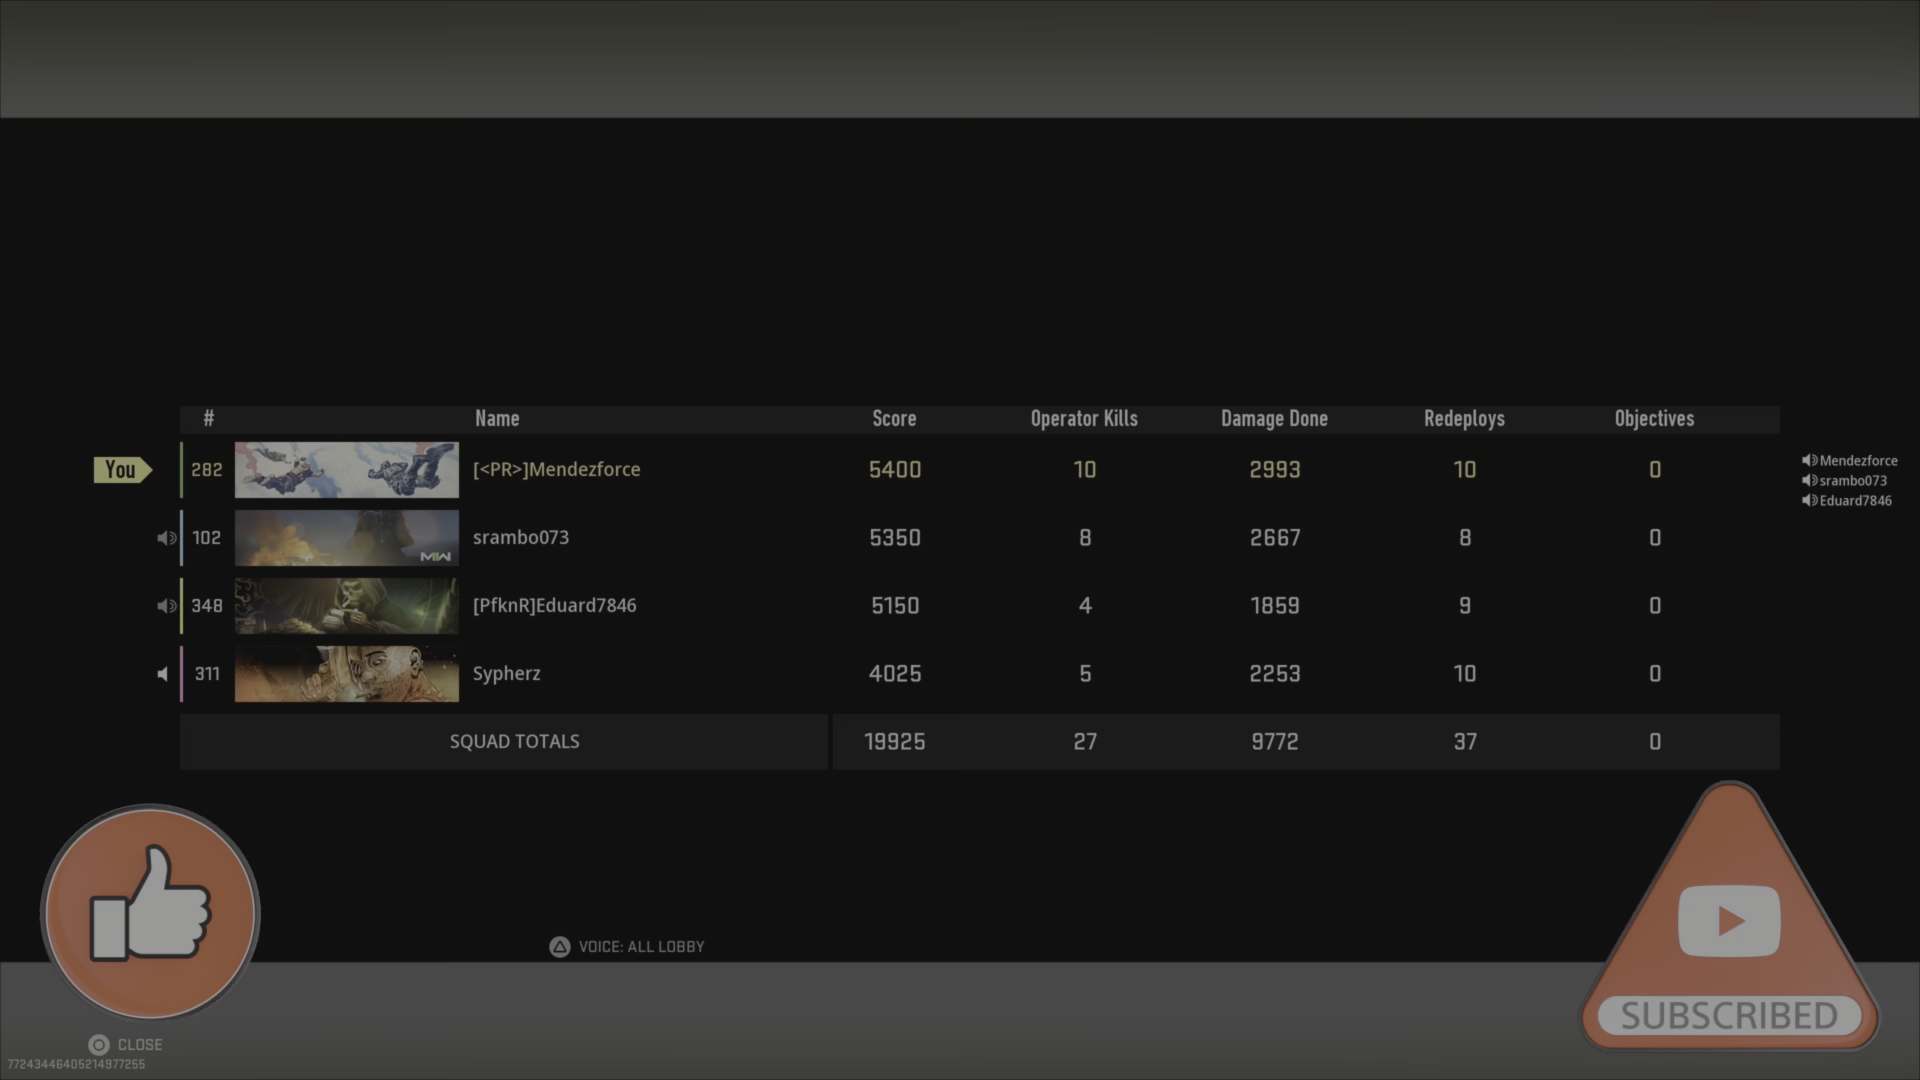 # Name Score Operator Kills Damage Done Redeploys Objectives
You 282 [<PR>]Mendezforce 5400 10 2993 10 0
102 MW srambo073 5350 8 2667 8 0
348 [PfknR]Eduard7846 5150 4 1859 9 0
311 Sypherz 4025 5 2253 10 0
SQUAD TOTALS 19925 27 9772 37 0
Mendezforce
srambo073
Eduard7846
VOICE: ALL LOBBY
SUBSCRIBED
CLOSE
77243446405214977255